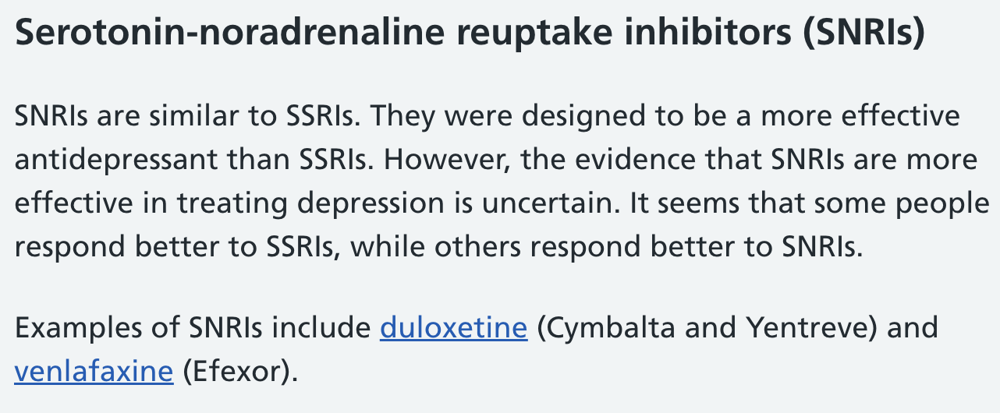 Serotonin-noradrenaline reuptake inhibitors (SNRIs)
SNRIs are similar to SSRIs. They were designed to be a more effective
antidepressant than SSRIs. However, the evidence that SNRIs are more
effective in treating depression is uncertain. It seems that some people
respond better to SSRIs, while others respond better to SNRIs.
Examples of SNRIs include duloxetine (Cymbalta and Yentreve) and
venlafaxine (Efexor).